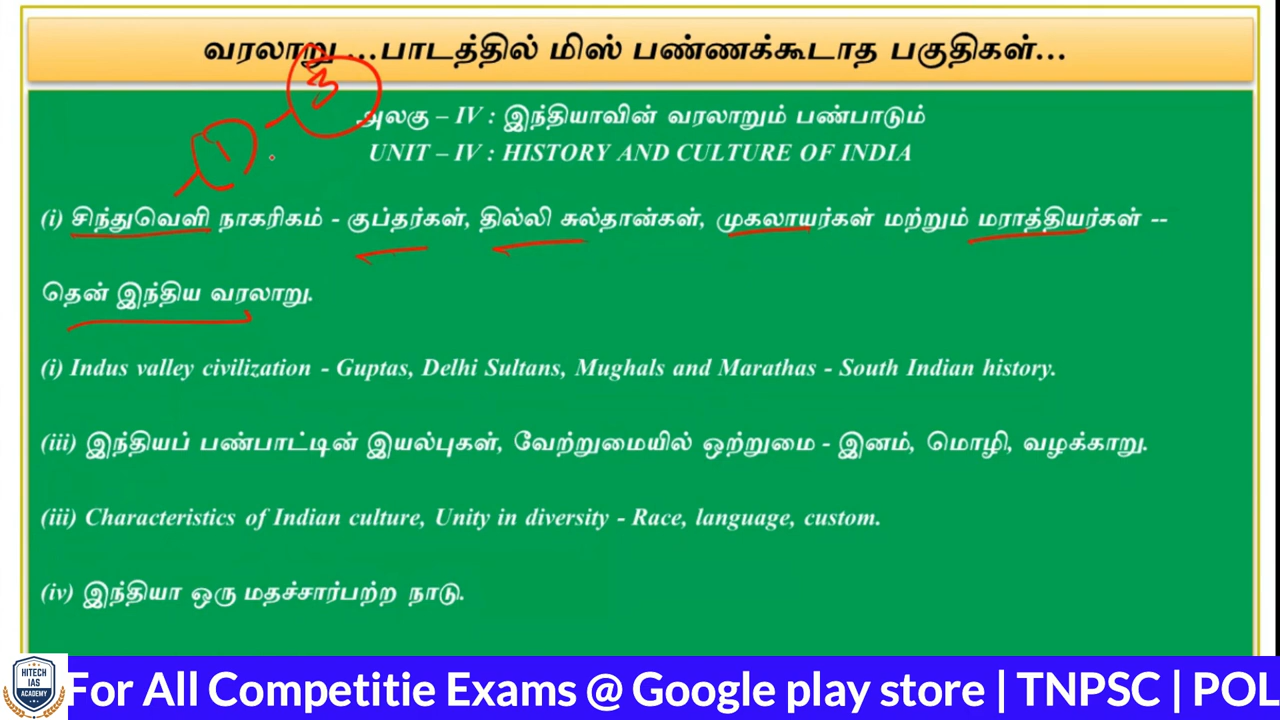 வரலாறு ...பாடத்தில் மிஸ் பண்ணக்கூடாத பகுதிகள்...
3
அலகு – IV : இந்தியாவின் வரலாறும் பண்பாடும்
1
UNIT – IV : HISTORY AND CULTURE OF INDIA
(i) சிந்துவெளி நாகரிகம் - குப்தர்கள், தில்லி சுல்தான்கள், முகலாயர்கள் மற்றும் மராத்தியர்கள் --
தென் இந்திய வரலாறு.
(i) Indus valley civilization - Guptas, Delhi Sultans, Mughals and Marathas - South Indian history.
(iii) இந்தியப் பண்பாட்டின் இயல்புகள், வேற்றுமையில் ஒற்றுமை - இனம், மொழி, வழக்காறு.
(iii) Characteristics of Indian culture, Unity in diversity - Race, language, custom.
(iv) இந்தியா ஒரு மதச்சார்பற்ற நாடு.
HITECH
IAS
ACADEMY
For All Competitie Exams @ Google play store | TNPSC | POL